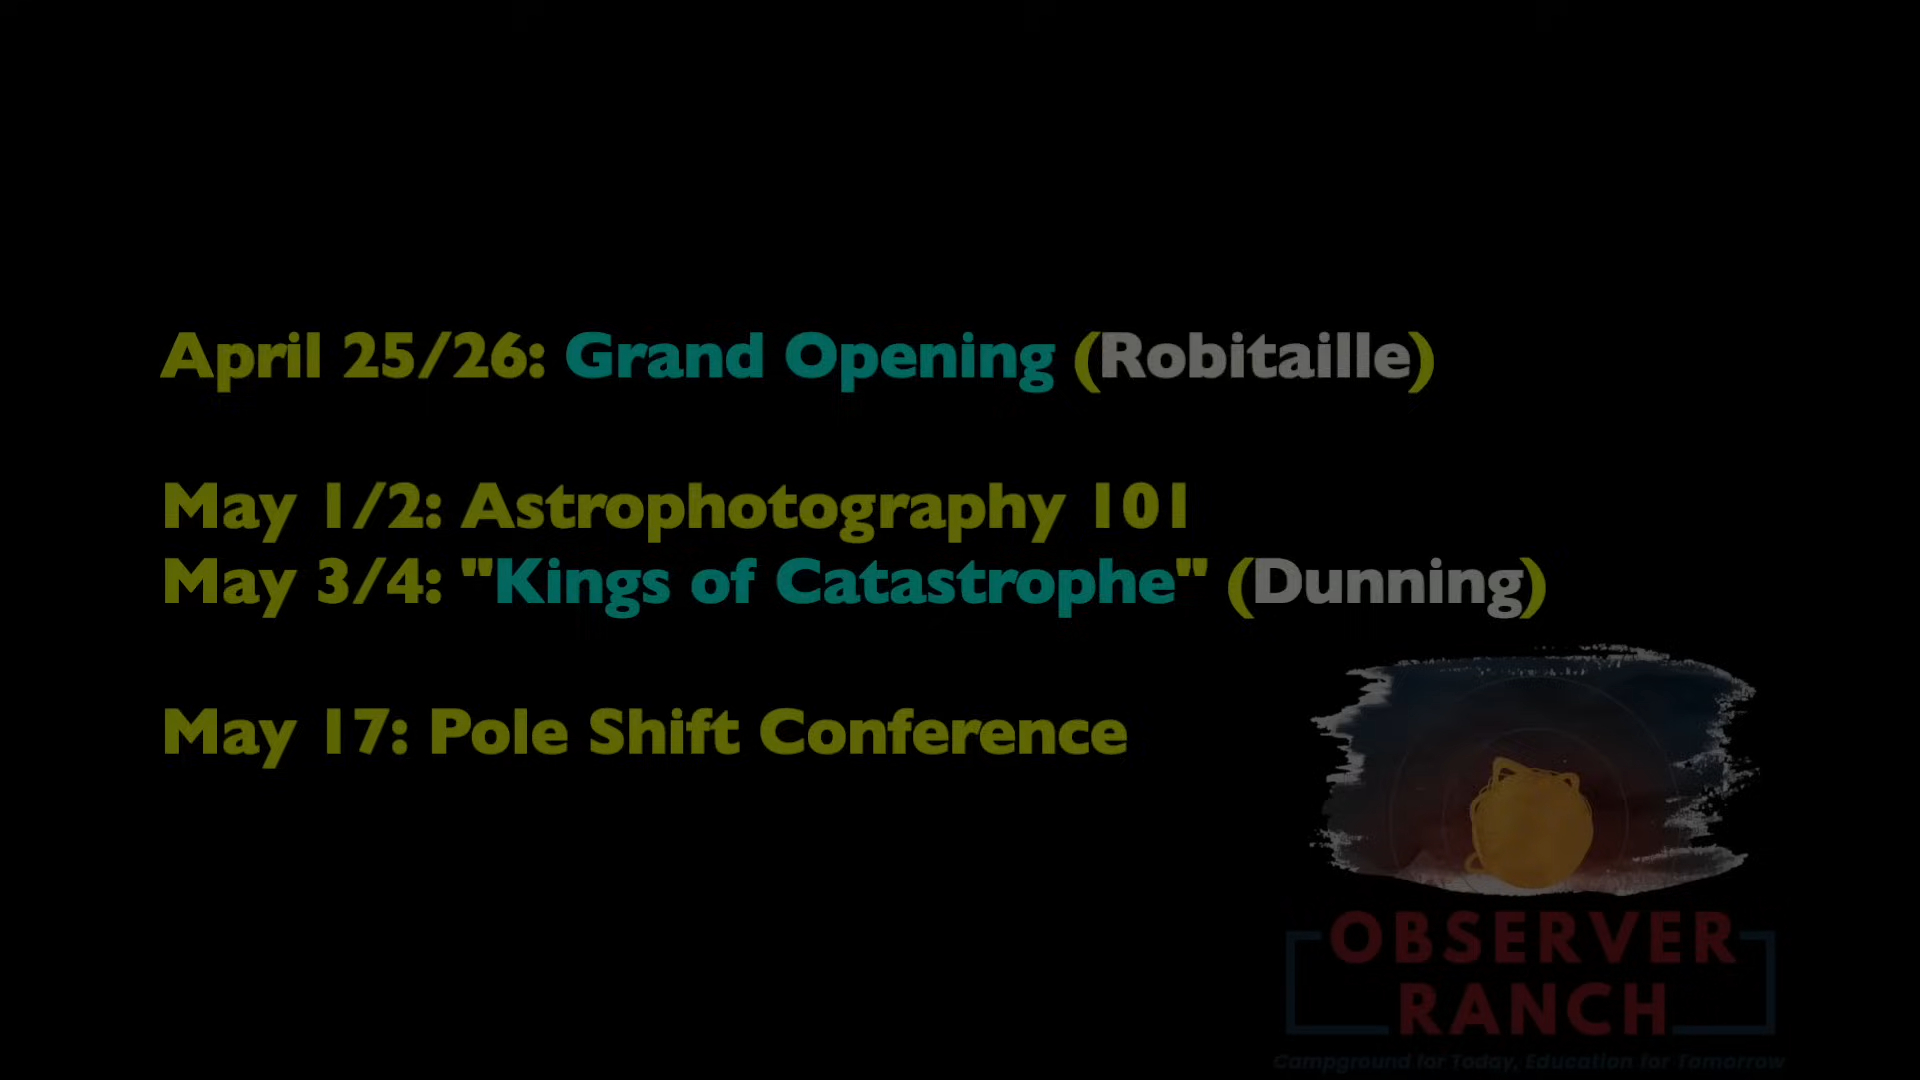 April 25/26: Grand Opening (Robitaille)
May 1/2: Astrophotography 101
May 3/4: "Kings of Catastrophe" (Dunning)
May 17: Pole Shift Conference
OBSERVER
RANCH
Campground for Today, Education for Tomorrow